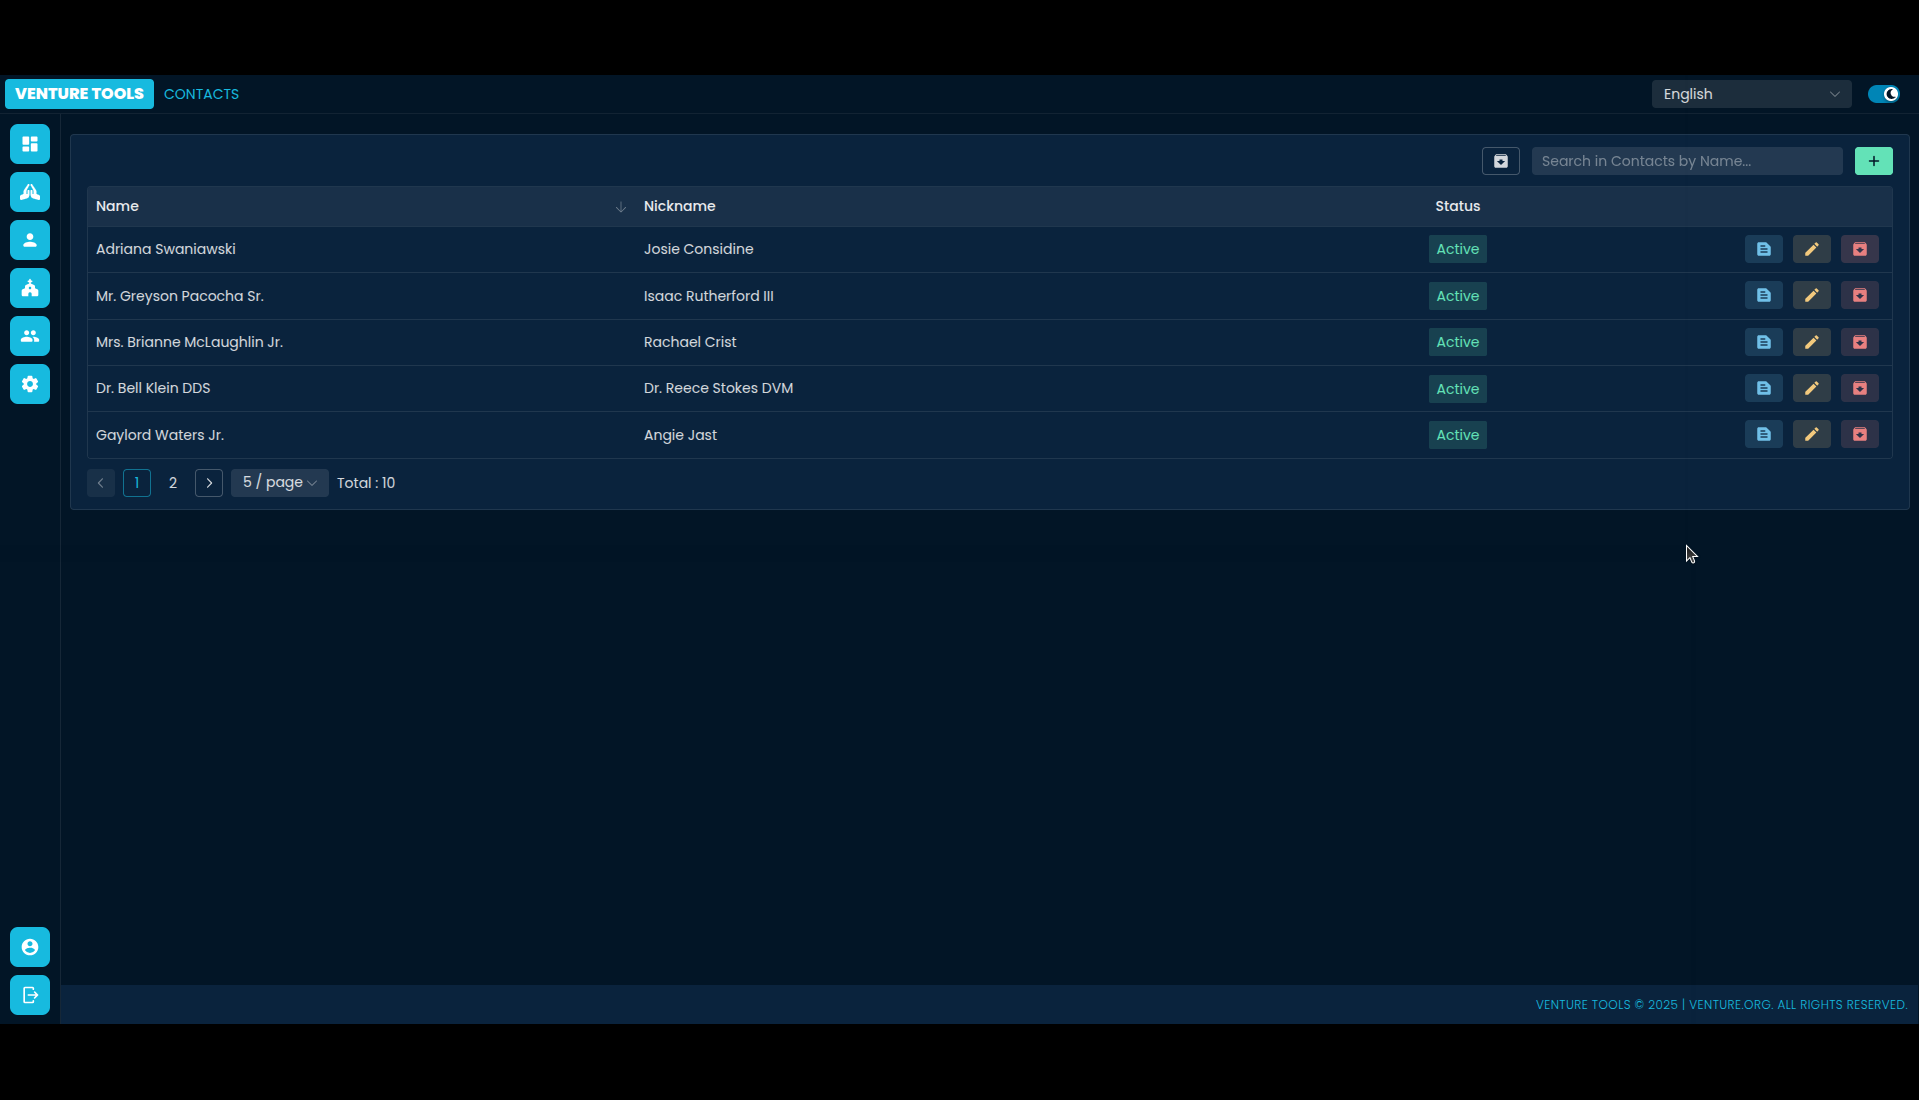 VENTURE TOOLS CONTACTS English
Search in Contacts by Name...
Name Nickname Status
Adriana Swaniawski Josie Considine Active
Mr. Greyson Pacocha Sr. Isaac Rutherford III Active
Mrs. Brianne McLaughlin Jr. Rachael Crist Active
Dr. Bell Klein DDS Dr. Reece Stokes DVM Active
Gaylord Waters Jr. Angie Jast Active
1 2 5 / page Total : 10
VENTURE TOOLS © 2025 | VENTURE.ORG. ALL RIGHTS RESERVED.